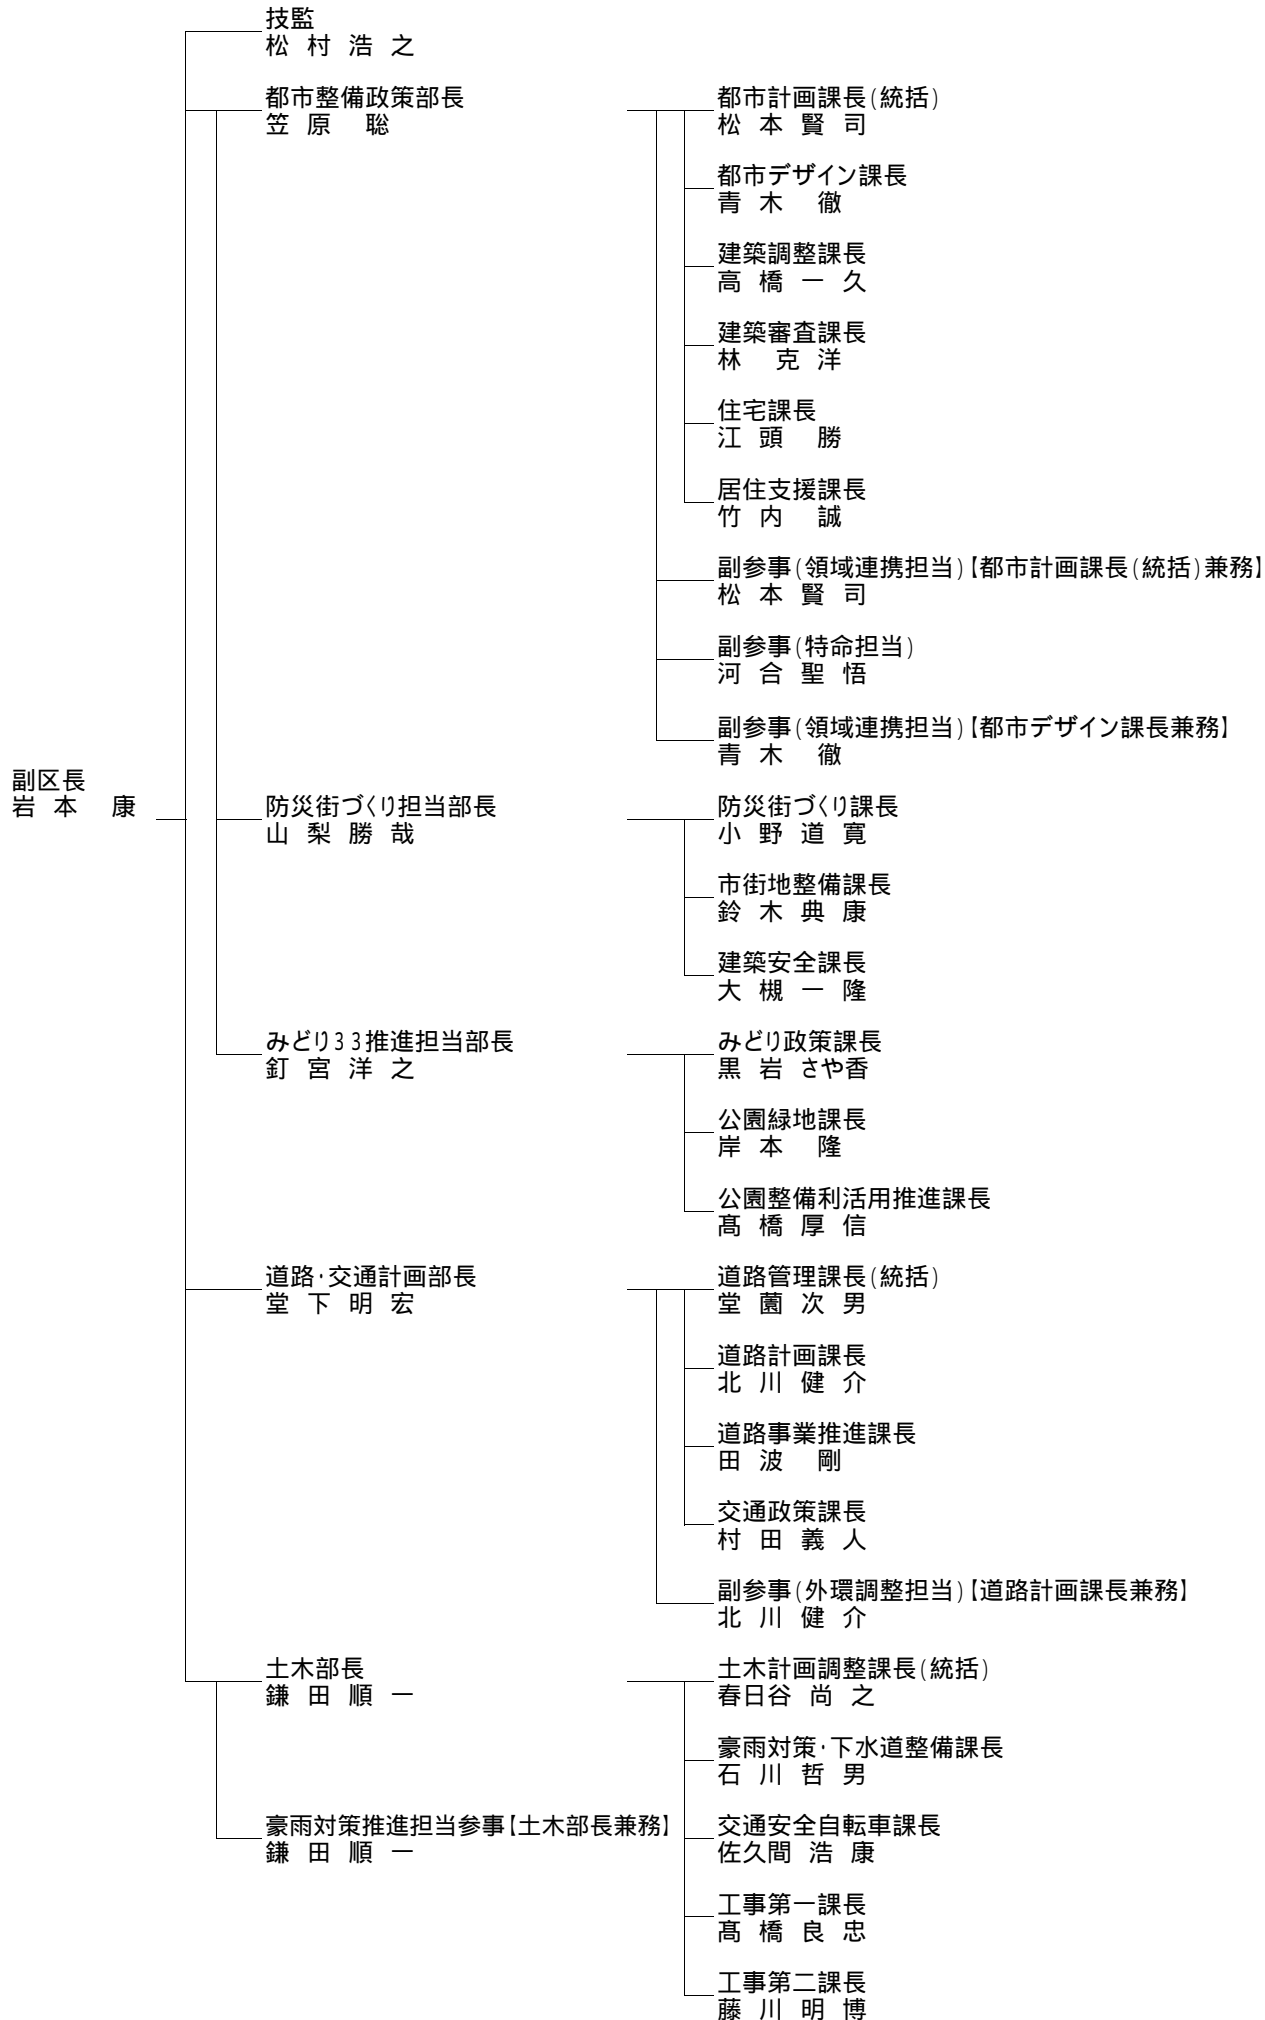 技監
松村浩之
都市整備政策部長
笠原　聡
都市計画課長(統括)
松本賢司
都市デザイン課長
青木　徹
建築調整課長
高橋一久
建築審査課長
林　克洋
住宅課長
江頭　勝
居住支援課長
竹内　誠
副参事(領域連携担当)【都市計画課長(統括)兼務】
松本賢司
副参事(特命担当)
河合聖悟
副参事(領域連携担当)【都市デザイン課長兼務】
青木　徹
副区長
岩本　康
防災街づくり担当部長
山梨勝哉
防災街づくり課長
小野道寛
市街地整備課長
鈴木典康
建築安全課長
大槻一隆
みどり33推進担当部長
釘宮洋之
みどり政策課長
黒岩さや香
公園緑地課長
岸本　隆
公園整備利活用推進課長
髙橋厚信
道路・交通計画部長
堂下明宏
道路管理課長(統括)
堂薗次男
道路計画課長
北川健介
道路事業推進課長
田波　剛
交通政策課長
村田義人
副参事(外環調整担当)【道路計画課長兼務】
北川健介
土木部長
鎌田順一
土木計画調整課長(統括)
春日谷尚之
豪雨対策・下水道整備課長
石川哲男
豪雨対策推進担当参事【土木部長兼務】
鎌田順一
交通安全自転車課長
佐久間浩康
工事第一課長
髙橋良忠
工事第二課長
藤川明博